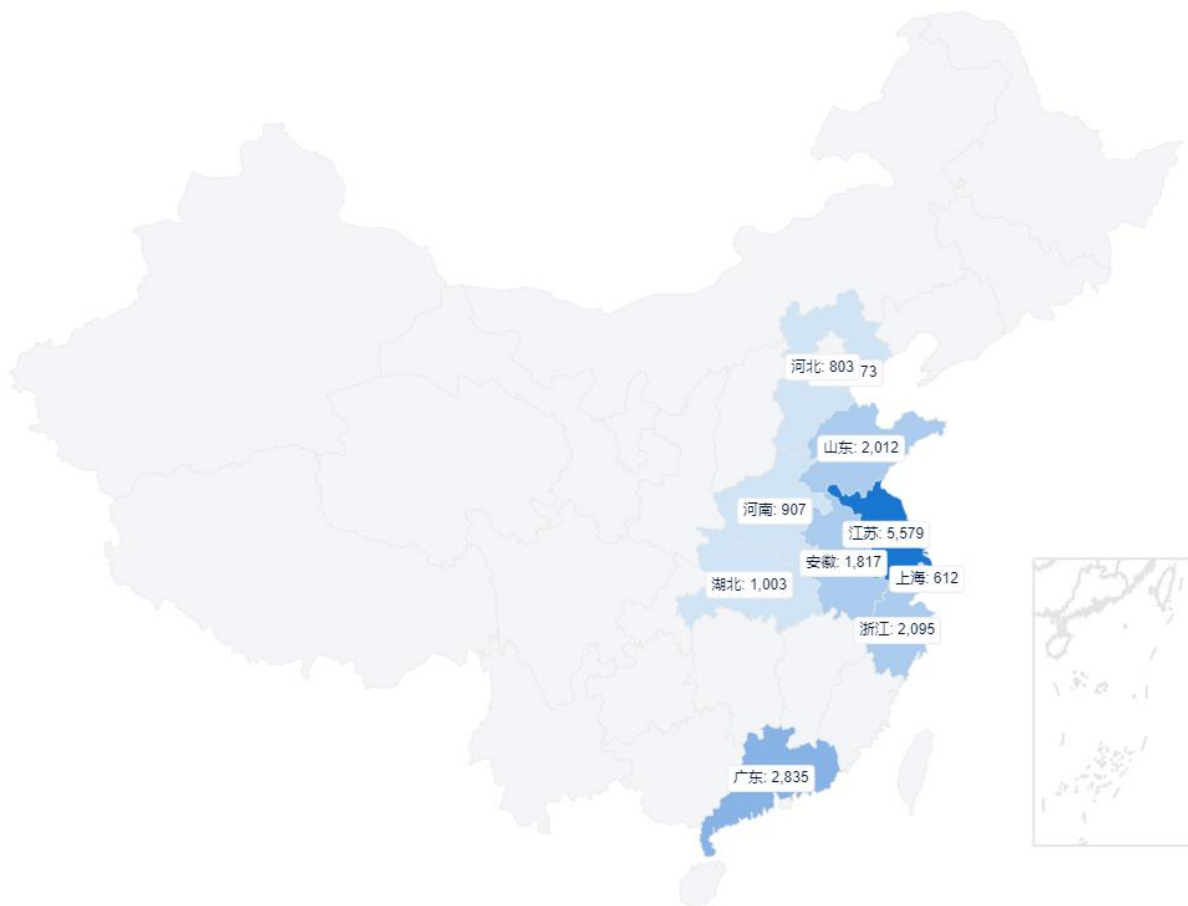 河北: 803
73
山东: 2,012
河南: 907
江苏: 5,579
安徽: 1,817
上海: 612
湖北: 1,003
浙江: 2,095
广东: 2,835